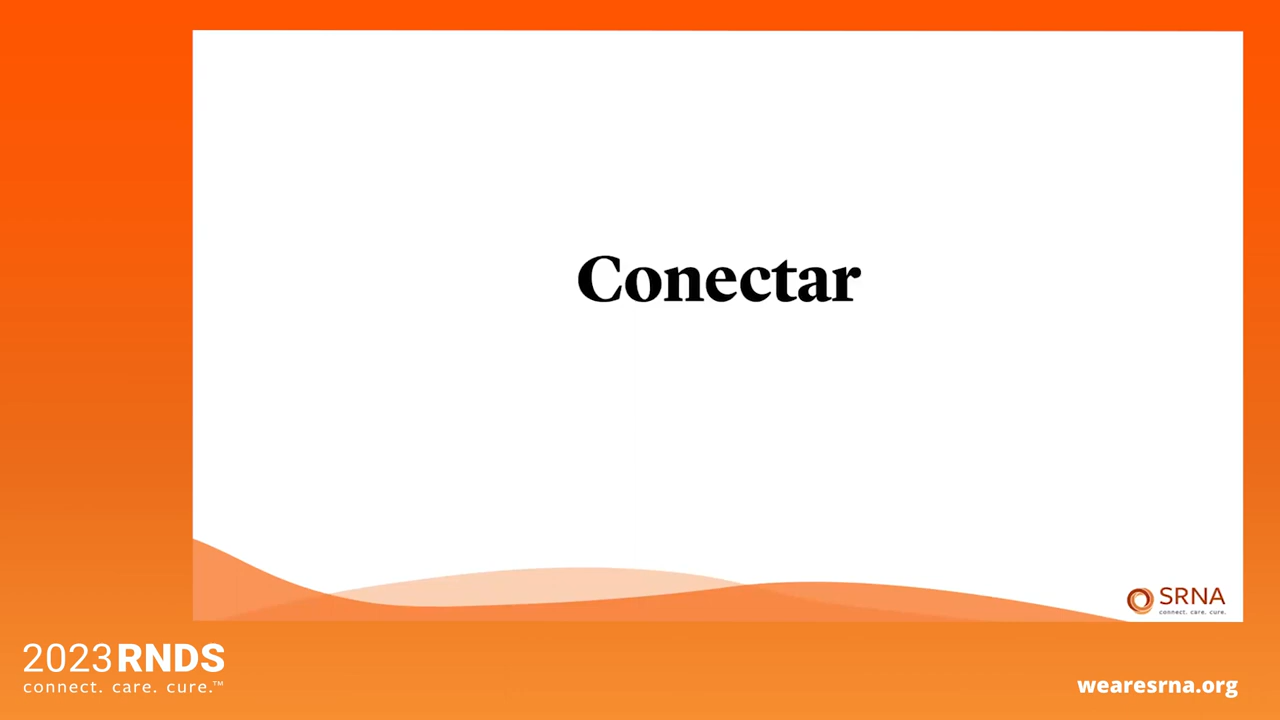 Conectar
SRNA
connect. care. cure.
2023RNDS
connect. care. cure.™
wearesrna.org